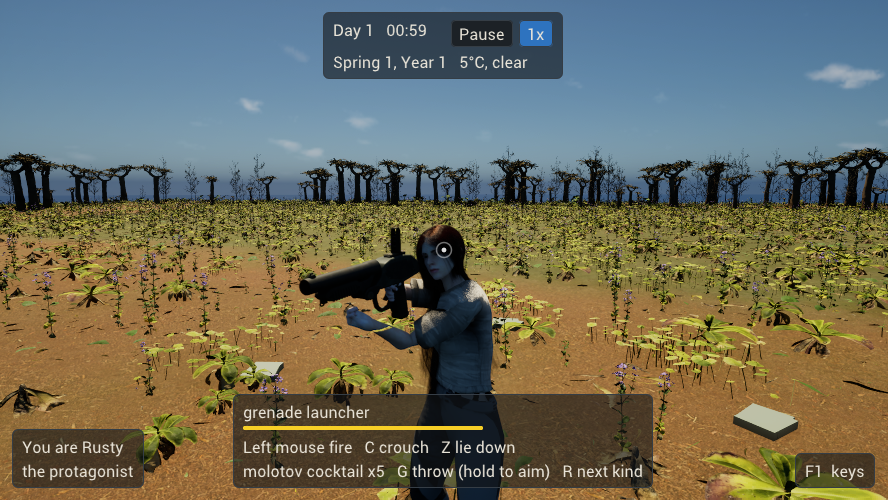 Day 1 00:59 Pause 1x
Spring 1, Year 1 5°C, clear
grenade launcher
Left mouse fire C crouch Z lie down
molotov cocktail x5 G throw (hold to aim) R next kind
You are Rusty
the protagonist
F1 keys